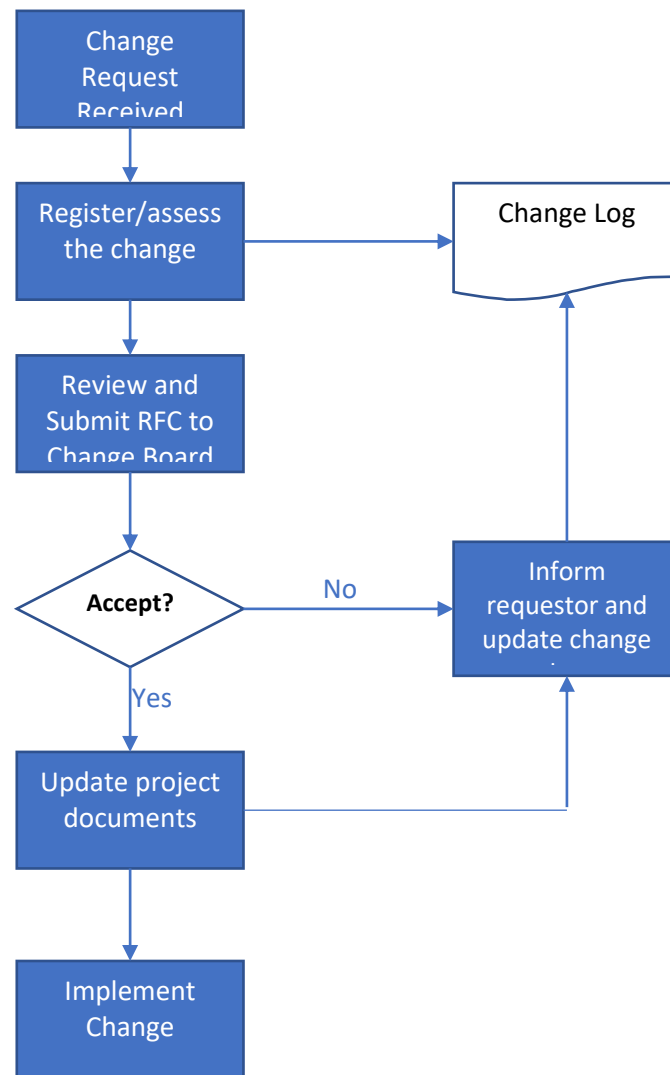 Change
Request
Received
Register/assess
the change
Change Log
Review and
Submit RFC to
Change Board
Accept?
No
Inform
requestor and
update change
Yes
Update project
documents
Implement
Change